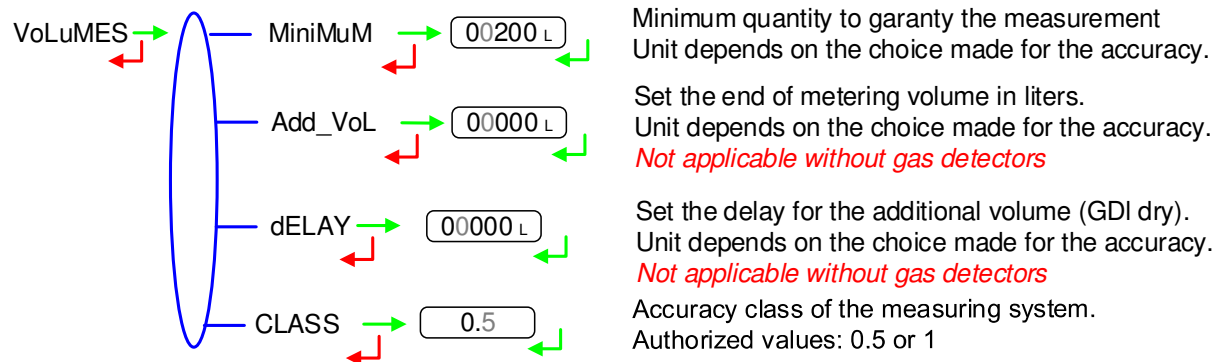 VoLuMES
MiniMuM
00200 L
Minimum quantity to garanty the measurement
Unit depends on the choice made for the accuracy.
Add_VoL
00000 L
Set the end of metering volume in liters.
Unit depends on the choice made for the accuracy.
Not applicable without gas detectors
dELAY
00000 L
Set the delay for the additional volume (GDI dry).
Unit depends on the choice made for the accuracy.
Not applicable without gas detectors
CLASS
0.5
Accuracy class of the measuring system.
Authorized values: 0.5 or 1